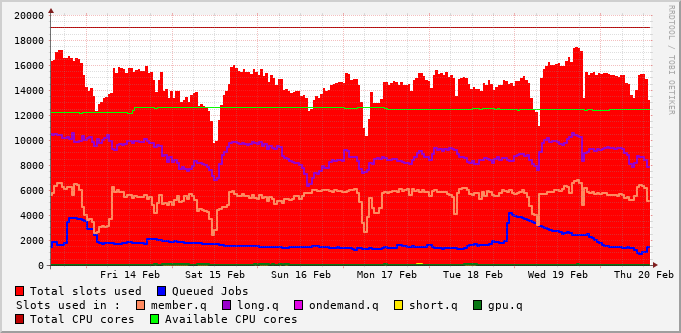 20000
18000
16000
14000
12000
10000
8000
6000
4000
2000
0
Fri 14 Feb Sat 15 Feb Sun 16 Feb Mon 17 Feb Tue 18 Feb Wed 19 Feb Thu 20 Feb
RRDTOOL / TOBI OETIKER
Total slots used Queued Jobs
Slots used in : member.q long.q ondemand.q short.q gpu.q
Total CPU cores Available CPU cores